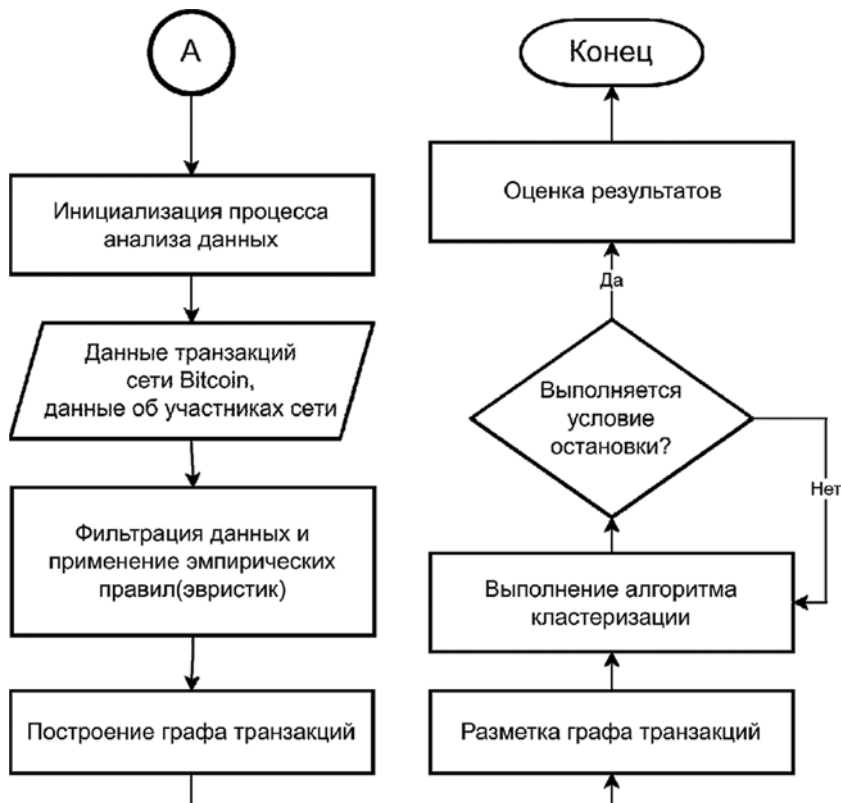 А
Инициализация процесса
анализа данных
Данные транзакций
сети Bitcoin,
данные об участниках сети
Фильтрация данных и
применение эмпирических
правил(эвристик)
Построение графа транзакций
Конец
Оценка результатов
Да
Выполняется
условие
остановки?
Нет
Выполнение алгоритма
кластеризации
Разметка графа транзакций